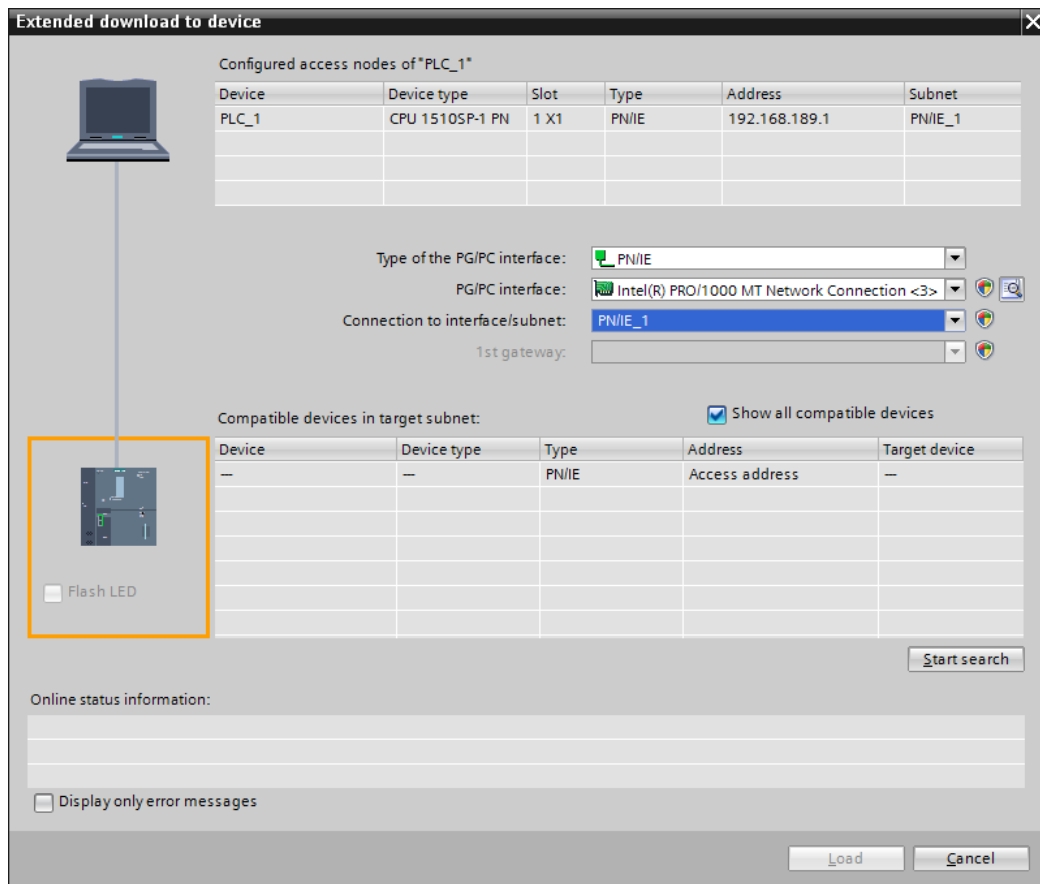 Extended download to device
Configured access nodes of "PLC_1"
Device Device type Slot Type Address Subnet
PLC_1 CPU 1510SP-1 PN 1 X1 PN/IE 192.168.189.1 PN/IE_1
Type of the PG/PC interface: PN/IE
PG/PC interface: Intel(R) PRO/1000 MT Network Connection <3>
Connection to interface/subnet: PN/IE_1
1st gateway:
Compatible devices in target subnet: Show all compatible devices
Device Device type Type Address Target device
— — PN/IE Access address —
Flash LED
Start search
Online status information:
Display only error messages
Load Cancel